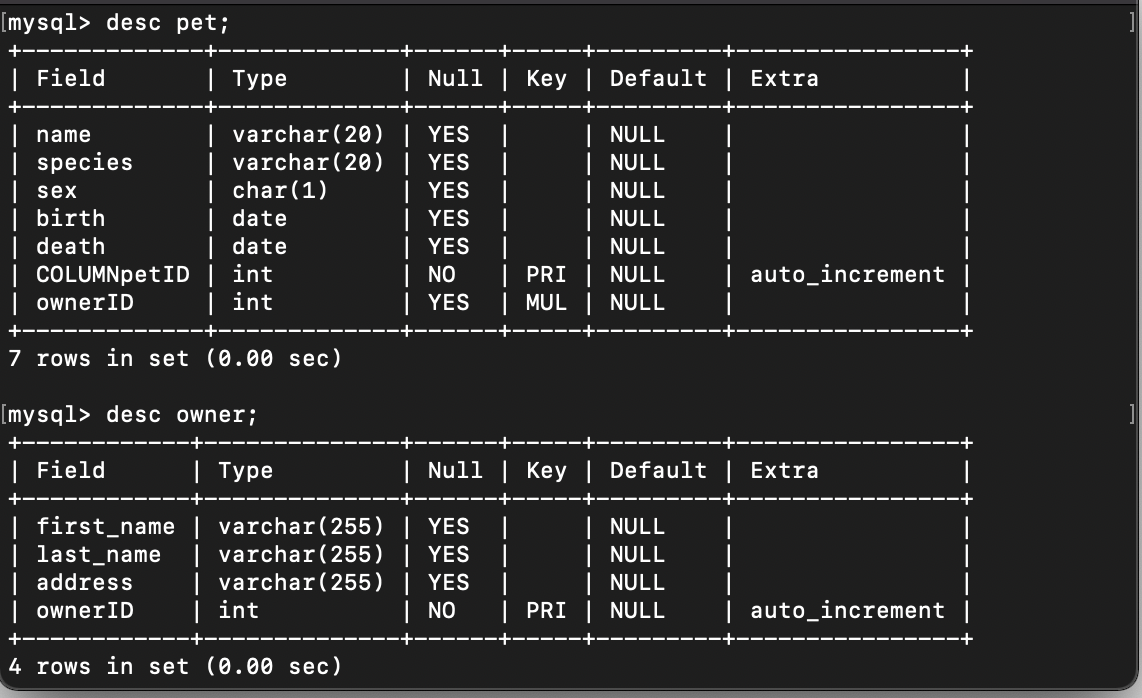 [mysql> desc pet; ]
+--------------+-------------+------+-----+---------+----------------+
| Field        | Type        | Null | Key | Default | Extra          |
+--------------+-------------+------+-----+---------+----------------+
| name         | varchar(20) | YES  |     | NULL    |                |
| species      | varchar(20) | YES  |     | NULL    |                |
| sex          | char(1)     | YES  |     | NULL    |                |
| birth        | date        | YES  |     | NULL    |                |
| death        | date        | YES  |     | NULL    |                |
| COLUMNpetID  | int         | NO   | PRI | NULL    | auto_increment |
| ownerID      | int         | YES  | MUL | NULL    |                |
+--------------+-------------+------+-----+---------+----------------+
7 rows in set (0.00 sec)
[mysql> desc owner; ]
+------------+--------------+------+-----+---------+----------------+
| Field      | Type         | Null | Key | Default | Extra          |
+------------+--------------+------+-----+---------+----------------+
| first_name | varchar(255) | YES  |     | NULL    |                |
| last_name  | varchar(255) | YES  |     | NULL    |                |
| address    | varchar(255) | YES  |     | NULL    |                |
| ownerID    | int          | NO   | PRI | NULL    | auto_increment |
+------------+--------------+------+-----+---------+----------------+
4 rows in set (0.00 sec)